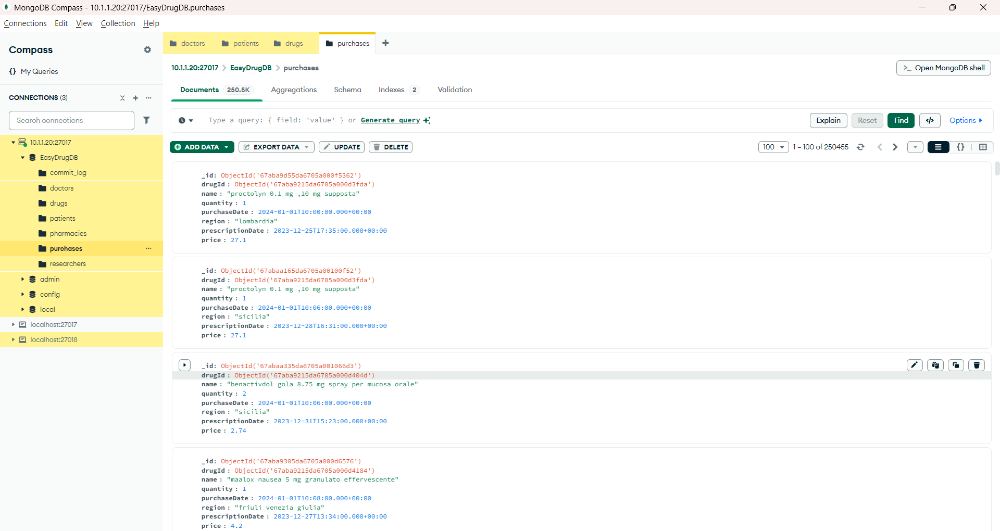 MongoDB Compass - 10.1.1.20:27017/EasyDrugDB.purchases
Connections Edit View Collection Help
Compass
{} My Queries
CONNECTIONS (3)
Search connections
10.1.1.20:27017
EasyDrugDB
commit_log
doctors
drugs
patients
pharmacies
purchases
researchers
admin
config
local
localhost:27017
localhost:27018
doctors patients drugs purchases +
10.1.1.20:27017 > EasyDrugDB > purchases
>_ Open MongoDB shell
Documents 250.5K Aggregations Schema Indexes 2 Validation
Type a query: { field: 'value' } or Generate query
Explain Reset Find </> Options
ADD DATA EXPORT DATA UPDATE DELETE
100 1 – 100 of 250455 {}
_id: ObjectId('67aba9d55da6705a000f5362')
drugId : ObjectId('67aba9215da6705a000d3fda')
name : "proctolyn 0.1 mg ,10 mg supposta"
quantity : 1
purchaseDate : 2024-01-01T10:00:00.000+00:00
region : "lombardia"
prescriptionDate : 2023-12-25T17:35:00.000+00:00
price : 27.1
_id: ObjectId('67abaa165da6705a00100f52')
drugId : ObjectId('67aba9215da6705a000d3fda')
name : "proctolyn 0.1 mg ,10 mg supposta"
quantity : 1
purchaseDate : 2024-01-01T10:06:00.000+00:00
region : "sicilia"
prescriptionDate : 2023-12-28T16:31:00.000+00:00
price : 27.1
_id: ObjectId('67abaa335da6705a001066d3')
drugId : ObjectId('67aba9215da6705a000d404d')
name : "benactivdol gola 8.75 mg spray per mucosa orale"
quantity : 2
purchaseDate : 2024-01-01T10:06:00.000+00:00
region : "sicilia"
prescriptionDate : 2023-12-31T15:23:00.000+00:00
price : 2.74
_id: ObjectId('67aba9305da6705a000d6576')
drugId : ObjectId('67aba9215da6705a000d4184')
name : "maalox nausea 5 mg granulato effervescente"
quantity : 1
purchaseDate : 2024-01-01T10:08:00.000+00:00
region : "friuli venezia giulia"
prescriptionDate : 2023-12-27T13:34:00.000+00:00
price : 4.2